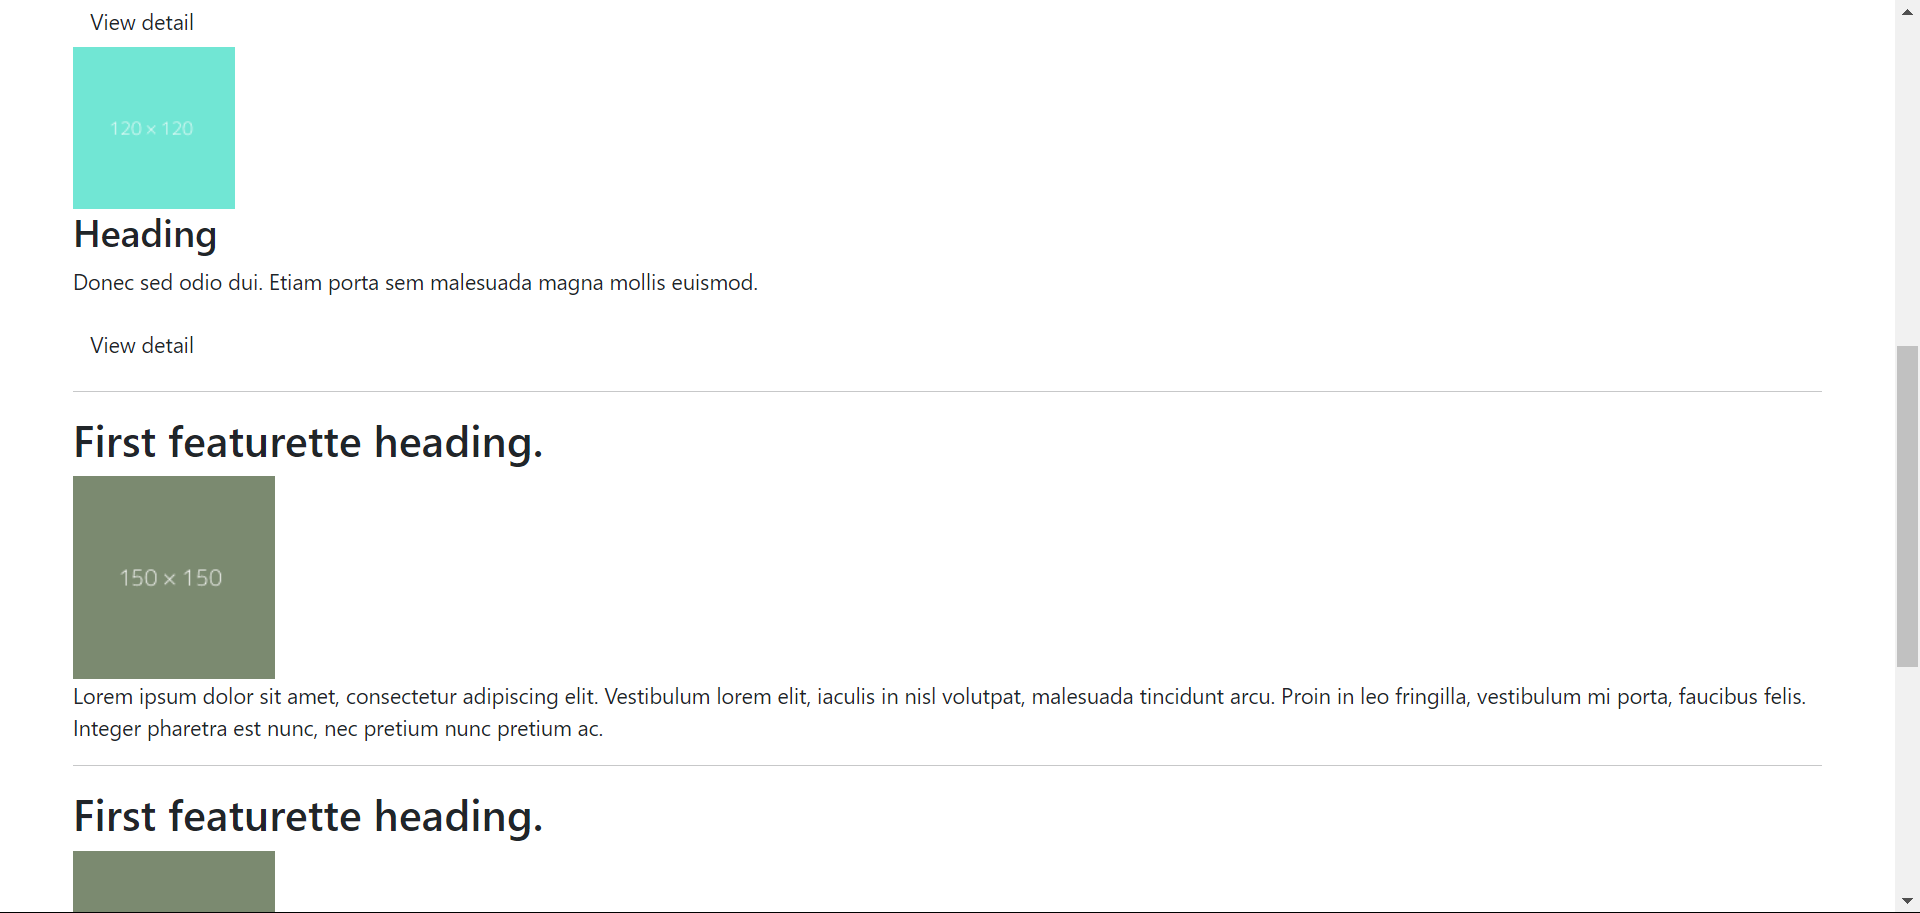 View detail
120 × 120
Heading
Donec sed odio dui. Etiam porta sem malesuada magna mollis euismod.
View detail
First featurette heading.
150 × 150
Lorem ipsum dolor sit amet, consectetur adipiscing elit. Vestibulum lorem elit, iaculis in nisl volutpat, malesuada tincidunt arcu. Proin in leo fringilla, vestibulum mi porta, faucibus felis.
Integer pharetra est nunc, nec pretium nunc pretium ac.
First featurette heading.